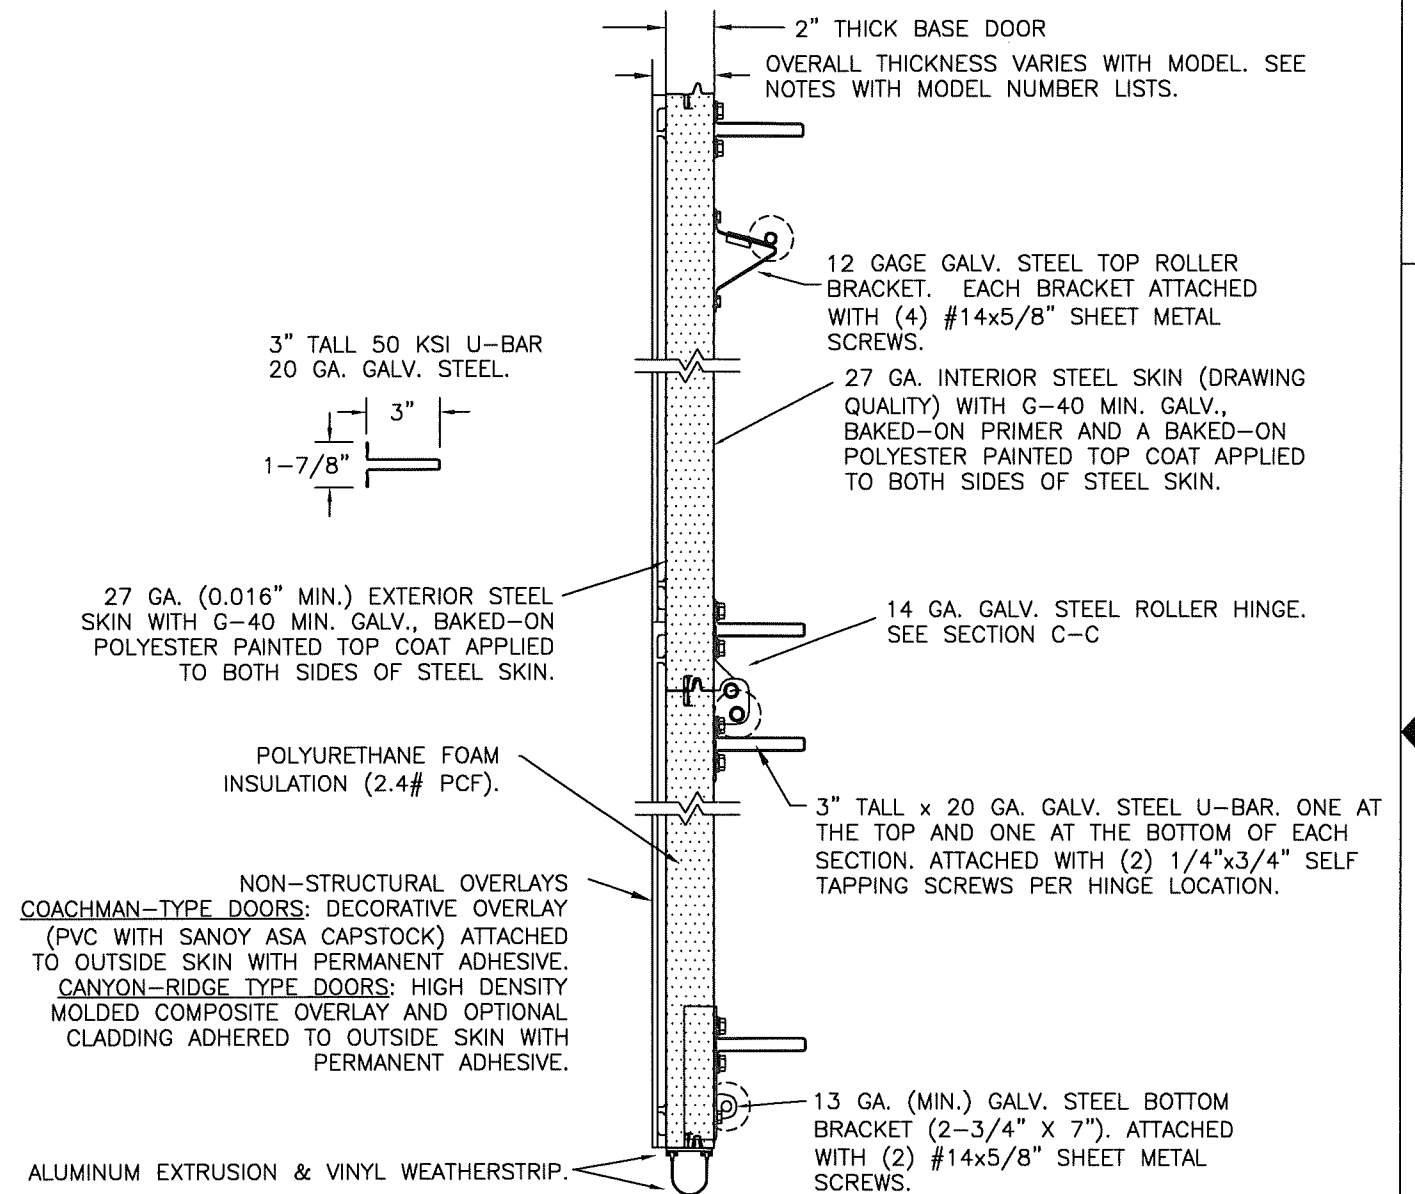 2" THICK BASE DOOR
OVERALL THICKNESS VARIES WITH MODEL. SEE
NOTES WITH MODEL NUMBER LISTS.
12 GAGE GALV. STEEL TOP ROLLER
BRACKET. EACH BRACKET ATTACHED
WITH (4) #14x5/8" SHEET METAL
SCREWS.
3" TALL 50 KSI U-BAR
20 GA. GALV. STEEL.
3"
1-7/8"
27 GA. INTERIOR STEEL SKIN (DRAWING
QUALITY) WITH G-40 MIN. GALV.,
BAKED-ON PRIMER AND A BAKED-ON
POLYESTER PAINTED TOP COAT APPLIED
TO BOTH SIDES OF STEEL SKIN.
27 GA. (0.016" MIN.) EXTERIOR STEEL
SKIN WITH G-40 MIN. GALV., BAKED-ON
POLYESTER PAINTED TOP COAT APPLIED
TO BOTH SIDES OF STEEL SKIN.
14 GA. GALV. STEEL ROLLER HINGE.
SEE SECTION C-C
POLYURETHANE FOAM
INSULATION (2.4# PCF).
3" TALL x 20 GA. GALV. STEEL U-BAR. ONE AT
THE TOP AND ONE AT THE BOTTOM OF EACH
SECTION. ATTACHED WITH (2) 1/4"x3/4" SELF
TAPPING SCREWS PER HINGE LOCATION.
NON-STRUCTURAL OVERLAYS
COACHMAN-TYPE DOORS: DECORATIVE OVERLAY
(PVC WITH SANOY ASA CAPSTOCK) ATTACHED
TO OUTSIDE SKIN WITH PERMANENT ADHESIVE.
CANYON-RIDGE TYPE DOORS: HIGH DENSITY
MOLDED COMPOSITE OVERLAY AND OPTIONAL
CLADDING ADHERED TO OUTSIDE SKIN WITH
PERMANENT ADHESIVE.
13 GA. (MIN.) GALV. STEEL BOTTOM
BRACKET (2-3/4" X 7"). ATTACHED
WITH (2) #14x5/8" SHEET METAL
SCREWS.
ALUMINUM EXTRUSION & VINYL WEATHERSTRIP.